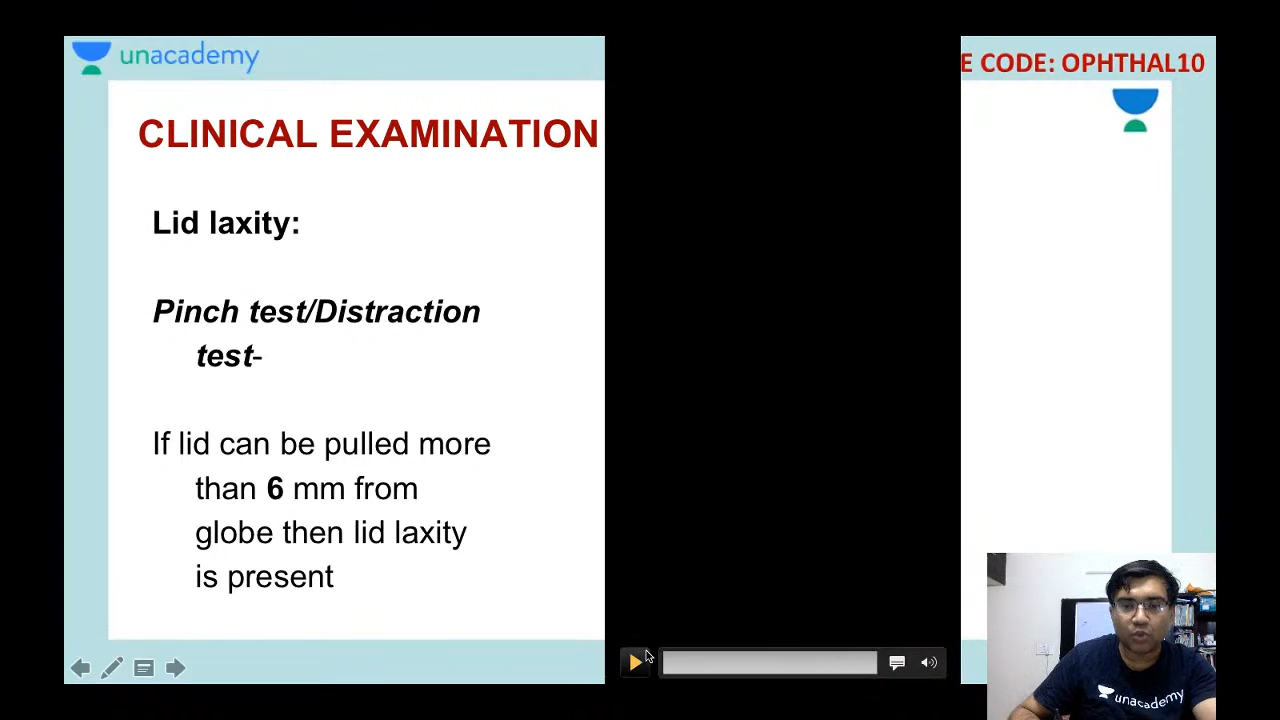 unacademy
E CODE: OPHTHAL10
CLINICAL EXAMINATION
Lid laxity:
Pinch test/Distraction
test-
If lid can be pulled more
than 6 mm from
globe then lid laxity
is present
unacademy